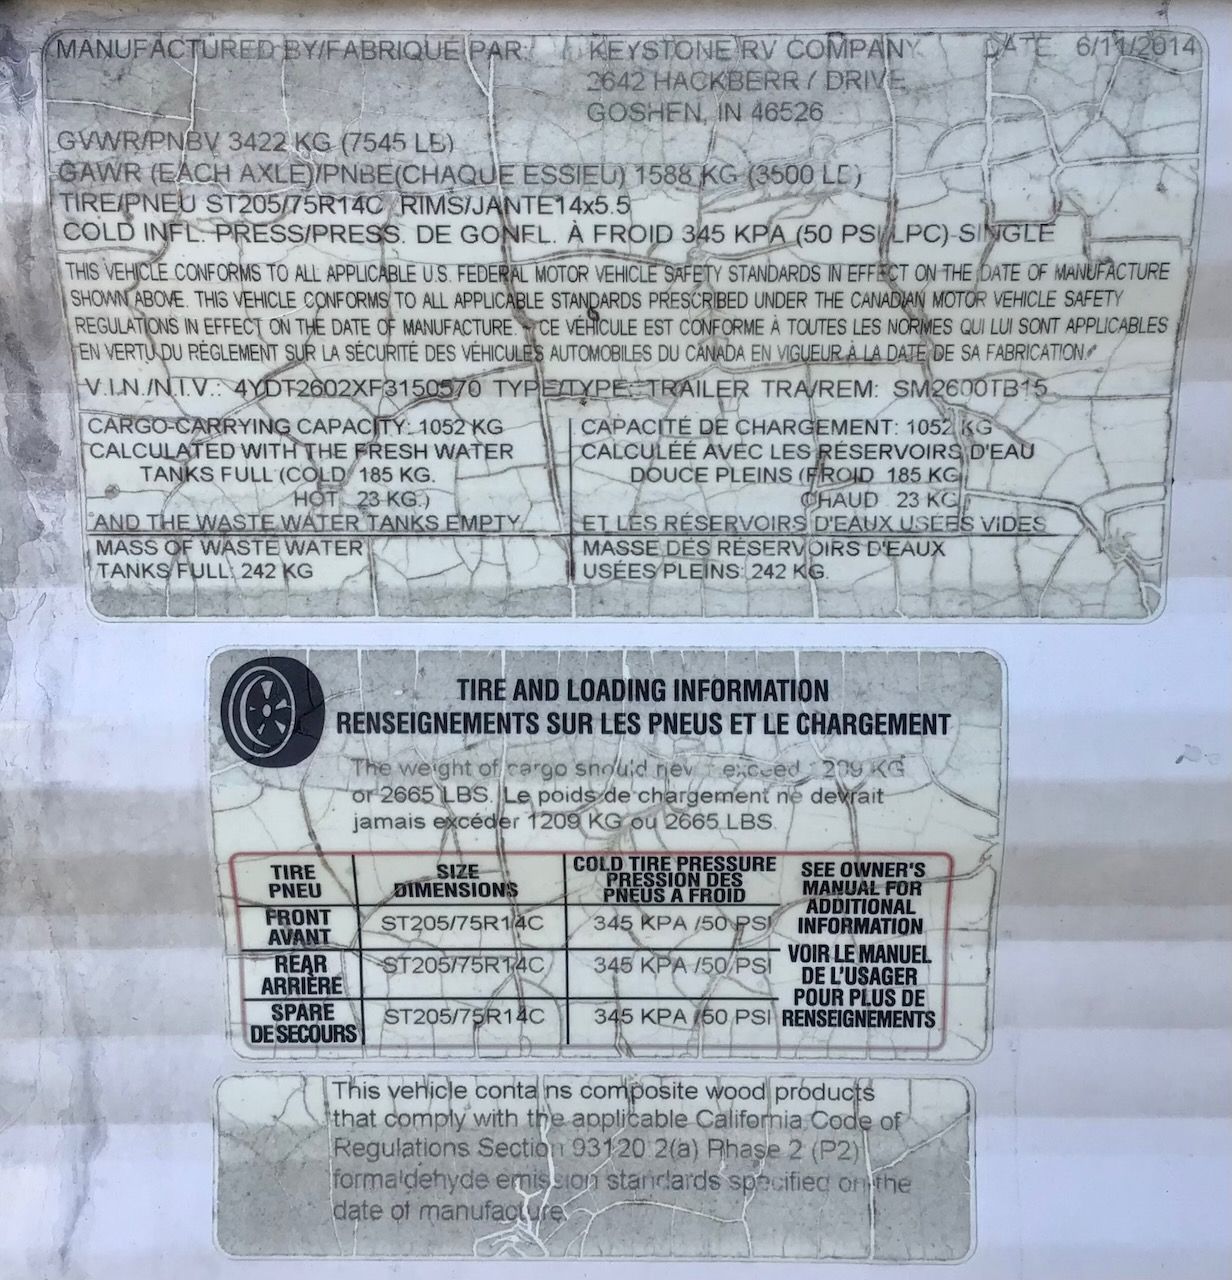 MANUFACTURED BY/FABRIQUE PAR: KEYSTONE RV COMPANY DATE 6/11/2014
2642 HACKBERRY DRIVE
GOSHEN, IN 46526
GVWR/PNBV 3422 KG (7545 LB)
GAWR (EACH AXLE)/PNBE(CHAQUE ESSIEU) 1588 KG (3500 LB)
TIRE/PNEU ST205/75R14C RIMS/JANTE14x5.5
COLD INFL. PRESS/PRESS. DE GONFL. À FROID 345 KPA (50 PSI/LPC) SINGLE
THIS VEHICLE CONFORMS TO ALL APPLICABLE U.S. FEDERAL MOTOR VEHICLE SAFETY STANDARDS IN EFFECT ON THE DATE OF MANUFACTURE
SHOWN ABOVE. THIS VEHICLE CONFORMS TO ALL APPLICABLE STANDARDS PRESCRIBED UNDER THE CANADIAN MOTOR VEHICLE SAFETY
REGULATIONS IN EFFECT ON THE DATE OF MANUFACTURE. CE VÉHICULE EST CONFORME À TOUTES LES NORMES QUI LUI SONT APPLICABLES
EN VERTU DU RÈGLEMENT SUR LA SÉCURITÉ DES VÉHICULES AUTOMOBILES DU CANADA EN VIGUEUR À LA DATE DE SA FABRICATION
V.I.N./N.I.V.: 4YDT2602XF3150570 TYPE/TYPE: TRAILER TRA/REM: SM2600TB15
CARGO-CARRYING CAPACITY: 1052 KG
CALCULATED WITH THE FRESH WATER
TANKS FULL (COLD 185 KG.
HOT 23 KG.)
AND THE WASTE WATER TANKS EMPTY
CAPACITÉ DE CHARGEMENT: 1052 KG
CALCULÉE AVEC LES RÉSERVOIRS D'EAU
DOUCE PLEINS (FROID 185 KG
CHAUD 23 KG)
ET LES RÉSERVOIRS D'EAUX USÉES VIDES
MASS OF WASTE WATER
TANKS FULL: 242 KG
MASSE DES RÉSERVOIRS D'EAUX
USÉES PLEINS: 242 KG.
TIRE AND LOADING INFORMATION
RENSEIGNEMENTS SUR LES PNEUS ET LE CHARGEMENT
The weight of cargo should never exceed 1209 KG
or 2665 LBS. Le poids de chargement ne devrait
jamais excéder 1209 KG ou 2665 LBS.
TIRE
PNEU
SIZE
DIMENSIONS
COLD TIRE PRESSURE
PRESSION DES
PNEUS A FROID
SEE OWNER'S
MANUAL FOR
ADDITIONAL
INFORMATION
VOIR LE MANUEL
DE L'USAGER
POUR PLUS DE
RENSEIGNEMENTS
FRONT
AVANT
ST205/75R14C 345 KPA /50 PSI
REAR
ARRIÈRE
ST205/75R14C 345 KPA /50 PSI
SPARE
DE SECOURS
ST205/75R14C 345 KPA /50 PSI
This vehicle contains composite wood products
that comply with the applicable California Code of
Regulations Section 93120.2(a) Phase 2 (P2)
formaldehyde emission standards specified on the
date of manufacture